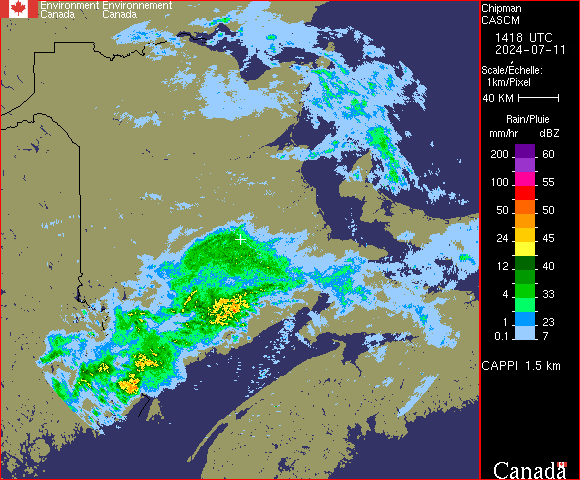 Environment Environnement
Canada Canada
Chipman
CASCM
1418 UTC
2024-07-11
Scale/Échelle:
1km/Pixel
40 KM
Rain/Pluie
mm/hr dBZ
200 60
100 55
50 50
24 45
12 40
4 33
1 23
0.1 7
CAPPI 1.5 km
Canada